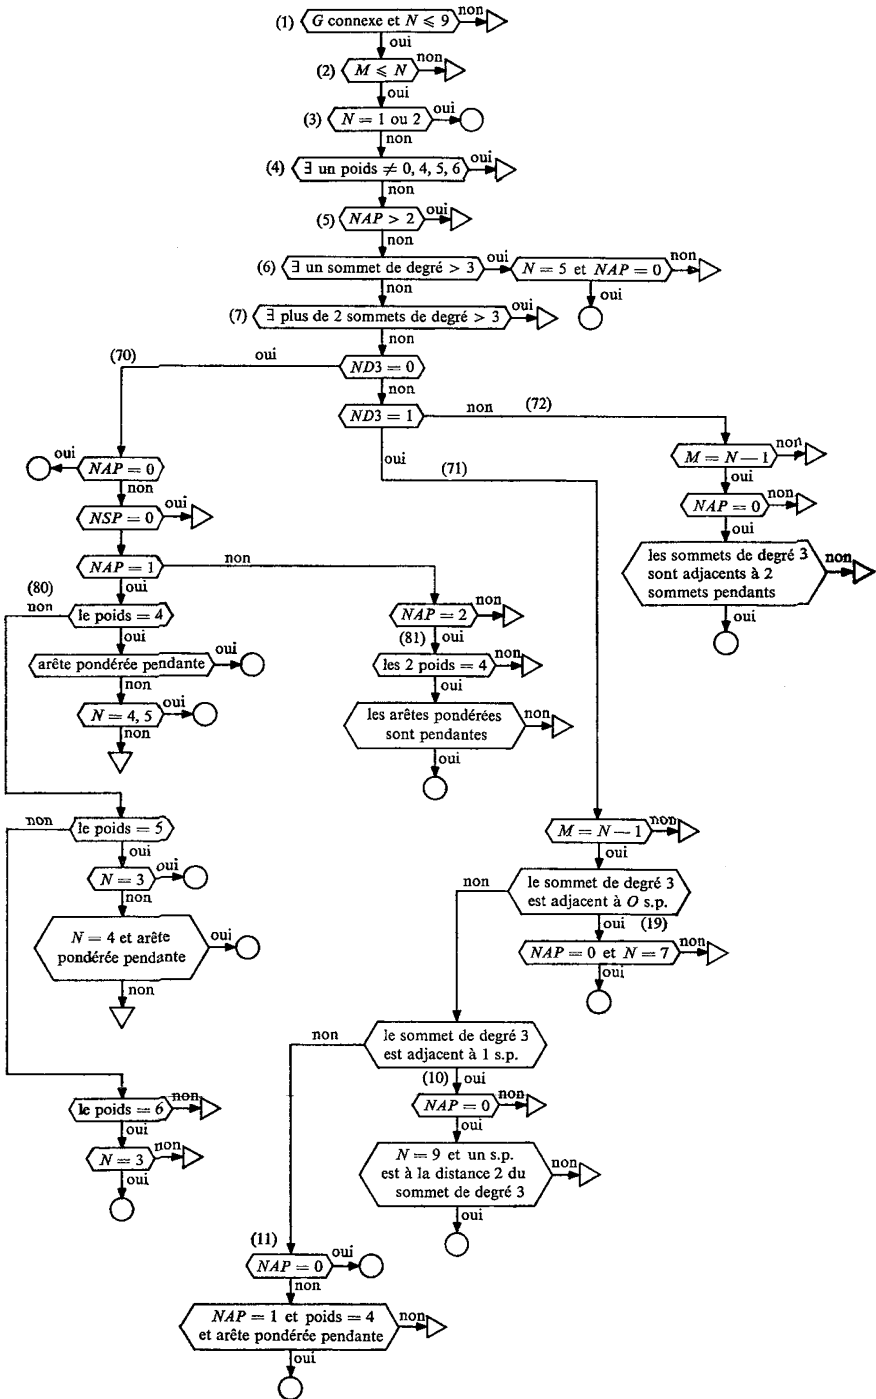 (1) G connexe et N ⩽ 9 non
oui
(2) M ⩽ N non
oui
(3) N = 1 ou 2 oui
non
(4) ∃ un poids ≠ 0, 4, 5, 6 oui
non
(5) NAP > 2 oui
non
(6) ∃ un sommet de degré > 3 oui N = 5 et NAP = 0 non
non oui
(7) ∃ plus de 2 sommets de degré > 3 oui
non
(70) oui ND3 = 0
non
ND3 = 1 non (72)
oui (71)
oui NAP = 0
non
NSP = 0 oui
NAP = 1 non
oui
(80)
non le poids = 4
oui
arête pondérée pendante oui
non
N = 4, 5 oui
non
NAP = 2 non
(81) oui
les 2 poids = 4 non
oui
les arêtes pondérées
sont pendantes
non
oui
M = N – 1 non
oui
NAP = 0 non
oui
les sommets de degré 3
sont adjacents à 2
sommets pendants
non
oui
non le poids = 5
oui
N = 3 oui
non
N = 4 et arête
pondérée pendante
oui
non
M = N – 1 non
oui
non le sommet de degré 3
est adjacent à O s.p.
oui (19)
NAP = 0 et N = 7 non
oui
non le sommet de degré 3
est adjacent à 1 s.p.
(10) oui
NAP = 0 non
oui
N = 9 et un s.p.
est à la distance 2 du
sommet de degré 3
non
oui
le poids = 6 non
oui
N = 3 non
oui
(11)
NAP = 0 oui
non
NAP = 1 et poids = 4
et arête pondérée pendante
non
oui